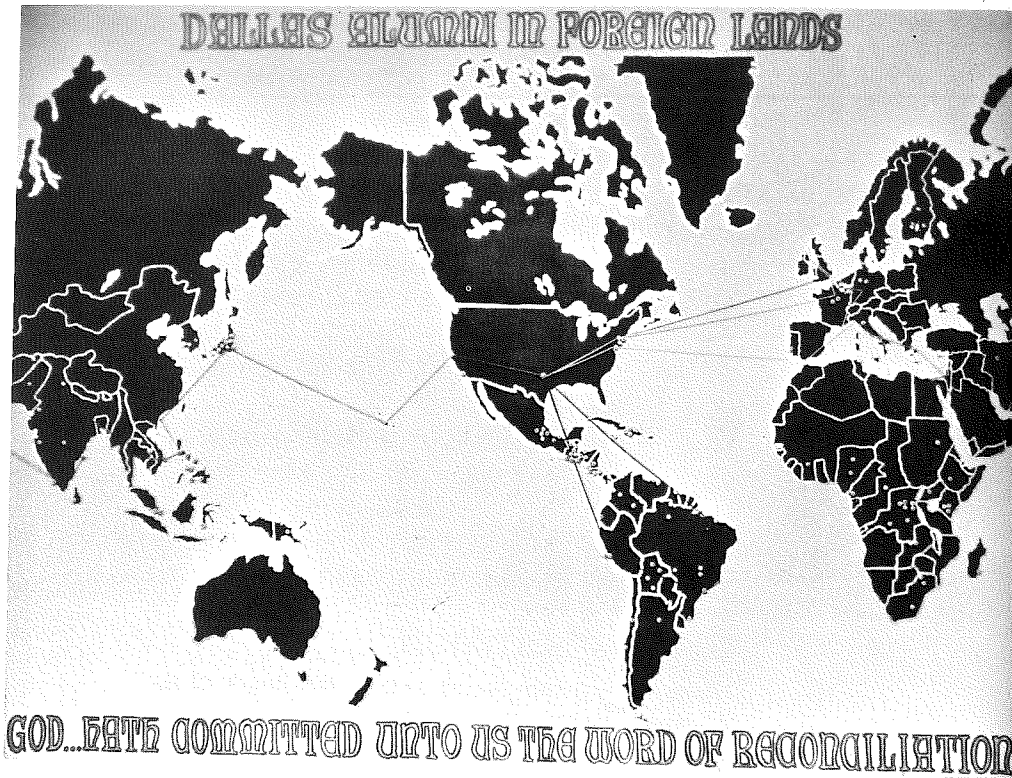 DALLAS ALUMNI IN FOREIGN LANDS
GOD...HATH COMMITTED UNTO US THE WORD OF RECONCILIATION